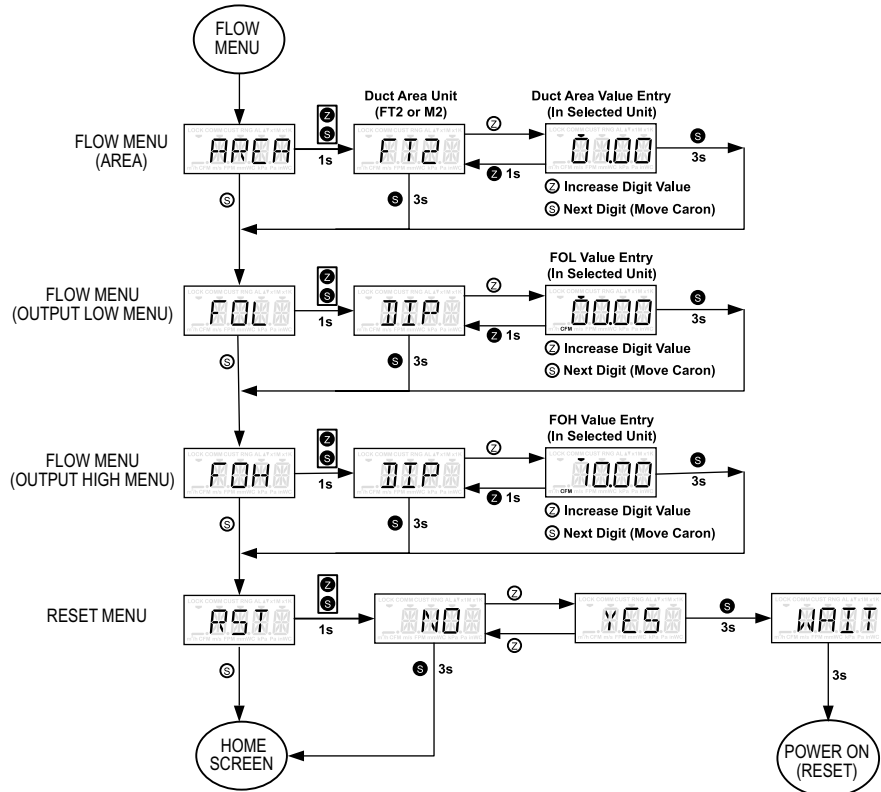 FLOW
MENU
FLOW MENU
(AREA)
AREA
Z
S
1s
Duct Area Unit
(FT2 or M2)
FT2
Z
Z 1s
Duct Area Value Entry
(In Selected Unit)
01.00
Z Increase Digit Value
S Next Digit (Move Caron)
S
3s
S
S 3s
FLOW MENU
(OUTPUT LOW MENU)
FOL
Z
S
1s
DIP
Z
Z 1s
FOL Value Entry
(In Selected Unit)
00.00
CFM
Z Increase Digit Value
S Next Digit (Move Caron)
S
3s
S
S 3s
FLOW MENU
(OUTPUT HIGH MENU)
FOH
Z
S
1s
DIP
Z
Z 1s
FOH Value Entry
(In Selected Unit)
10.00
CFM
Z Increase Digit Value
S Next Digit (Move Caron)
S
3s
S
S 3s
RESET MENU
RST
Z
S
1s
NO
Z
Z
YES
S
3s
WAIT
S
S 3s
3s
HOME
SCREEN
POWER ON
(RESET)